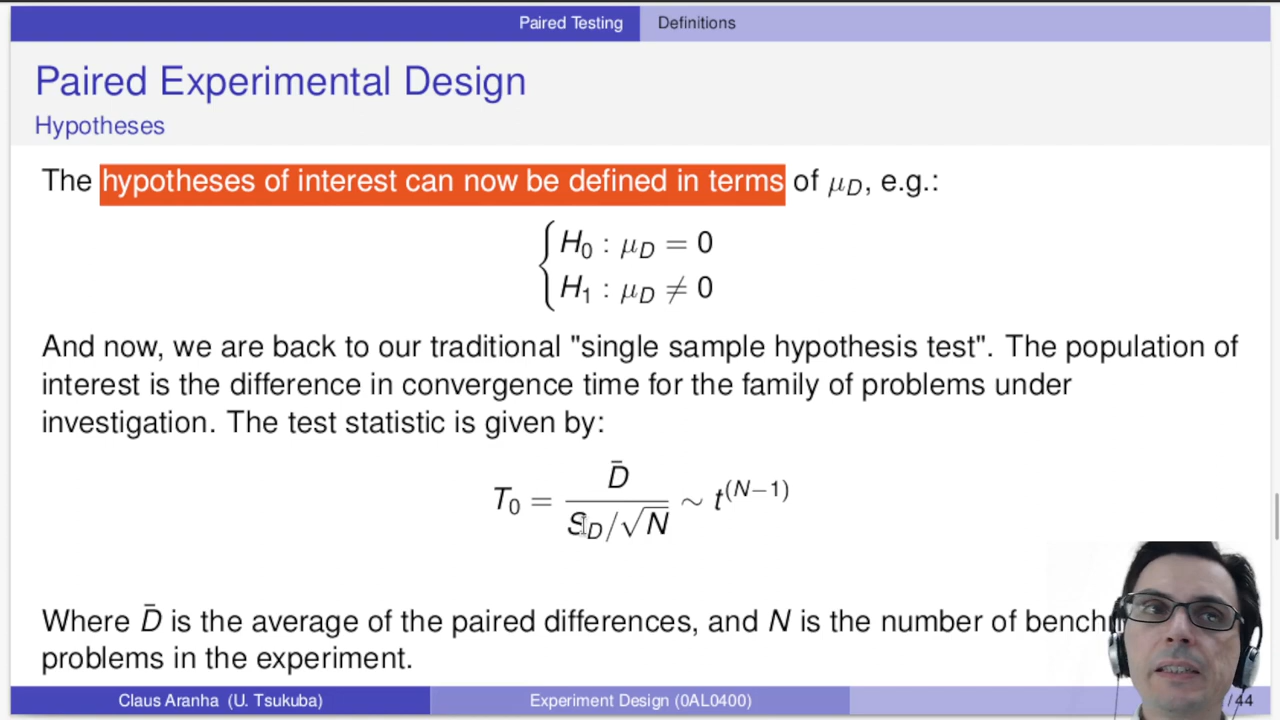 Paired Testing Definitions
Paired Experimental Design
Hypotheses
The hypotheses of interest can now be defined in terms of μ_D, e.g.:
{ H₀ : μ_D = 0
H₁ : μ_D ≠ 0
And now, we are back to our traditional "single sample hypothesis test". The population of
interest is the difference in convergence time for the family of problems under
investigation. The test statistic is given by:
T₀ = D̄ / (S_D/√N) ∼ t^(N−1)
Where D̄ is the average of the paired differences, and N is the number of
problems in the experiment.
Claus Aranha (U. Tsukuba) Experiment Design (0AL0400) /44